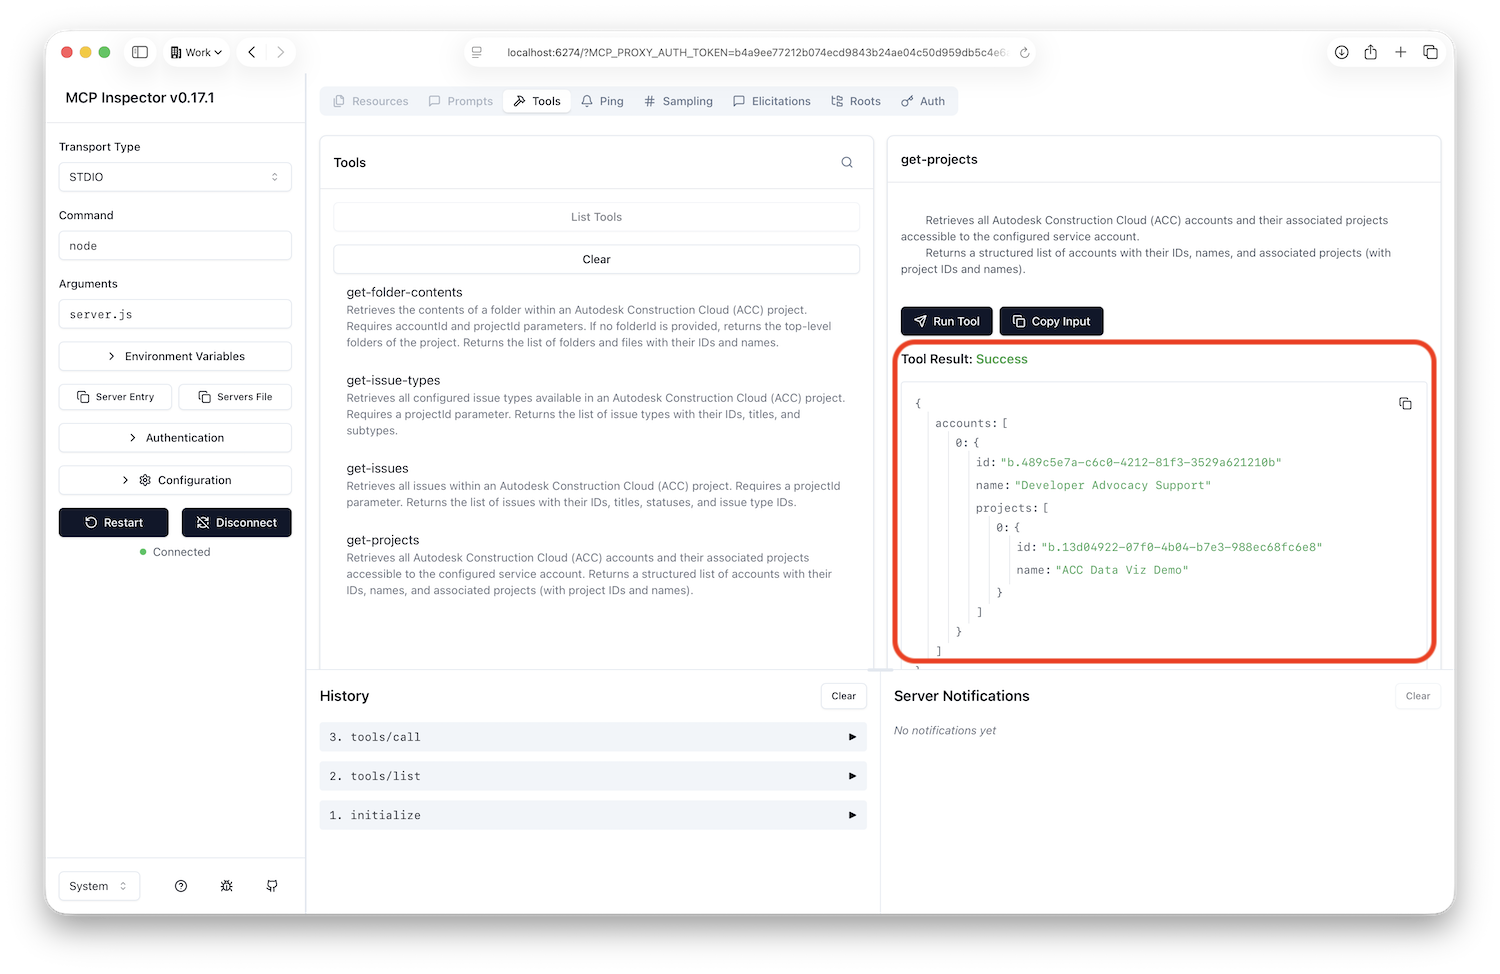 Work
localhost:6274/?MCP_PROXY_AUTH_TOKEN=b4a9ee77212b074ecd9843b24ae04c50d959db5c4e6
MCP Inspector v0.17.1
Transport Type
STDIO
Command
node
Arguments
server.js
Environment Variables
Server Entry
Servers File
Authentication
Configuration
Restart
Disconnect
Connected
System
Resources
Prompts
Tools
Ping
Sampling
Elicitations
Roots
Auth
Tools
List Tools
Clear
get-folder-contents
Retrieves the contents of a folder within an Autodesk Construction Cloud (ACC) project.
Requires accountId and projectId parameters. If no folderId is provided, returns the top-level
folders of the project. Returns the list of folders and files with their IDs and names.
get-issue-types
Retrieves all configured issue types available in an Autodesk Construction Cloud (ACC) project.
Requires a projectId parameter. Returns the list of issue types with their IDs, titles, and
subtypes.
get-issues
Retrieves all issues within an Autodesk Construction Cloud (ACC) project. Requires a projectId
parameter. Returns the list of issues with their IDs, titles, statuses, and issue type IDs.
get-projects
Retrieves all Autodesk Construction Cloud (ACC) accounts and their associated projects
accessible to the configured service account. Returns a structured list of accounts with their
IDs, names, and associated projects (with project IDs and names).
get-projects
Retrieves all Autodesk Construction Cloud (ACC) accounts and their associated projects
accessible to the configured service account.
Returns a structured list of accounts with their IDs, names, and associated projects (with
project IDs and names).
Run Tool
Copy Input
Tool Result: Success
{
accounts: [
0: {
id: "b.489c5e7a-c6c0-4212-81f3-3529a621210b"
name: "Developer Advocacy Support"
projects: [
0: {
id: "b.13d04922-07f0-4b04-b7e3-988ec68fc6e8"
name: "ACC Data Viz Demo"
}
]
}
]
History
Clear
3. tools/call
2. tools/list
1. initialize
Server Notifications
Clear
No notifications yet